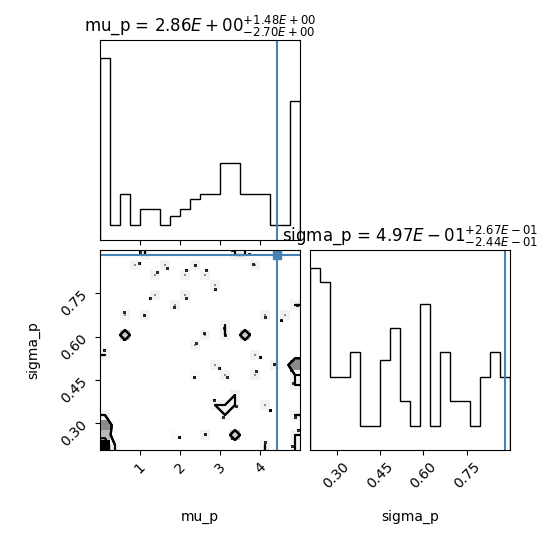 mu_p = 2.86E+00+1.48E+00
−2.70E+00
sigma_p = 4.97E−01+2.67E−01
−2.44E−01
sigma_p
0.75
0.60
0.45
0.30
1 2 3 4
0.30 0.45 0.60 0.75
mu_p
sigma_p